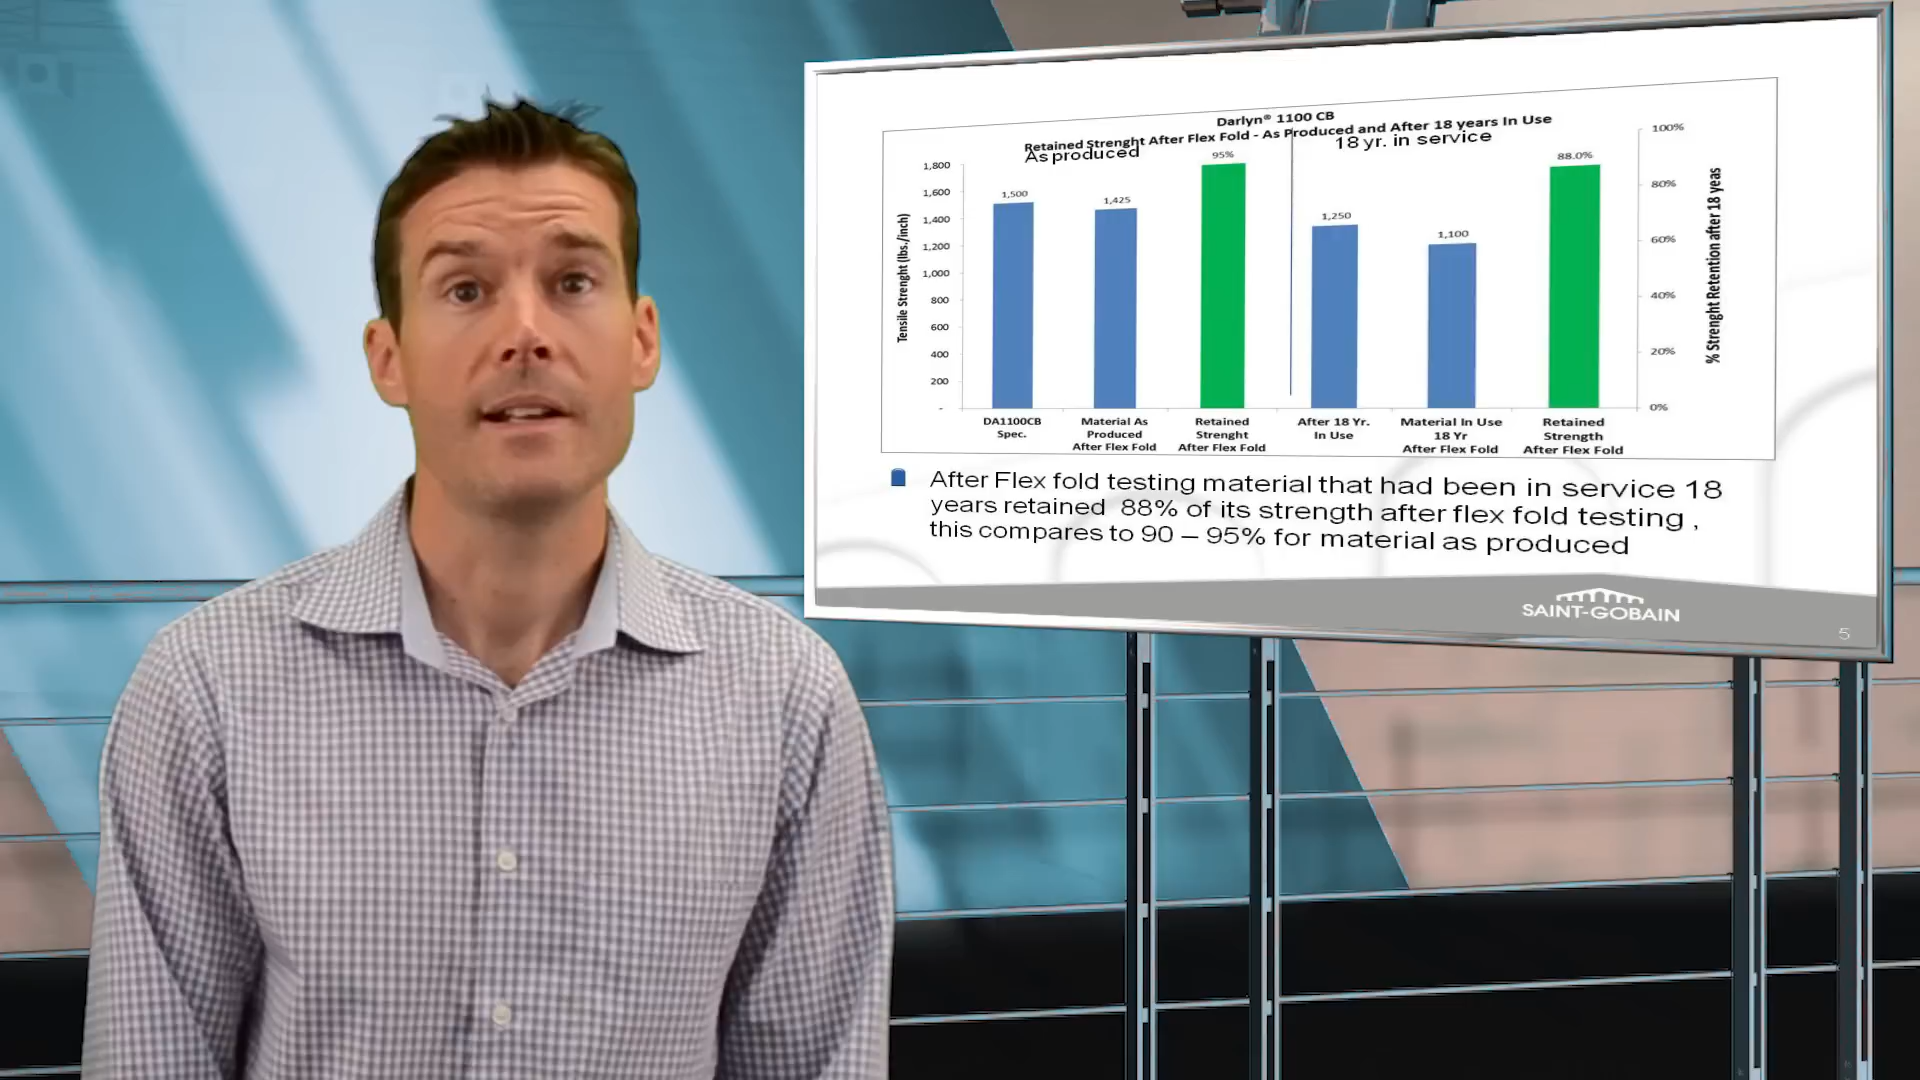 Darlyn® 1100 CB
Retained Strenght After Flex Fold - As Produced and After 18 years In Use
As produced
18 yr. in service
1,800
1,600
1,400
1,200
1,000
800
600
400
200
-
Tensile Strenght (lbs./inch)
1,500
1,425
95%
1,250
1,100
88.0%
100%
80%
60%
40%
20%
0%
% Strenght Retention after 18 yeas
DA1100CB
Spec.
Material As
Produced
After Flex Fold
Retained
Strenght
After Flex Fold
After 18 Yr.
In Use
Material In Use
18 Yr
After Flex Fold
Retained
Strength
After Flex Fold
After Flex fold testing material that had been in service 18
years retained 88% of its strength after flex fold testing ,
this compares to 90 – 95% for material as produced
SAINT-GOBAIN
5